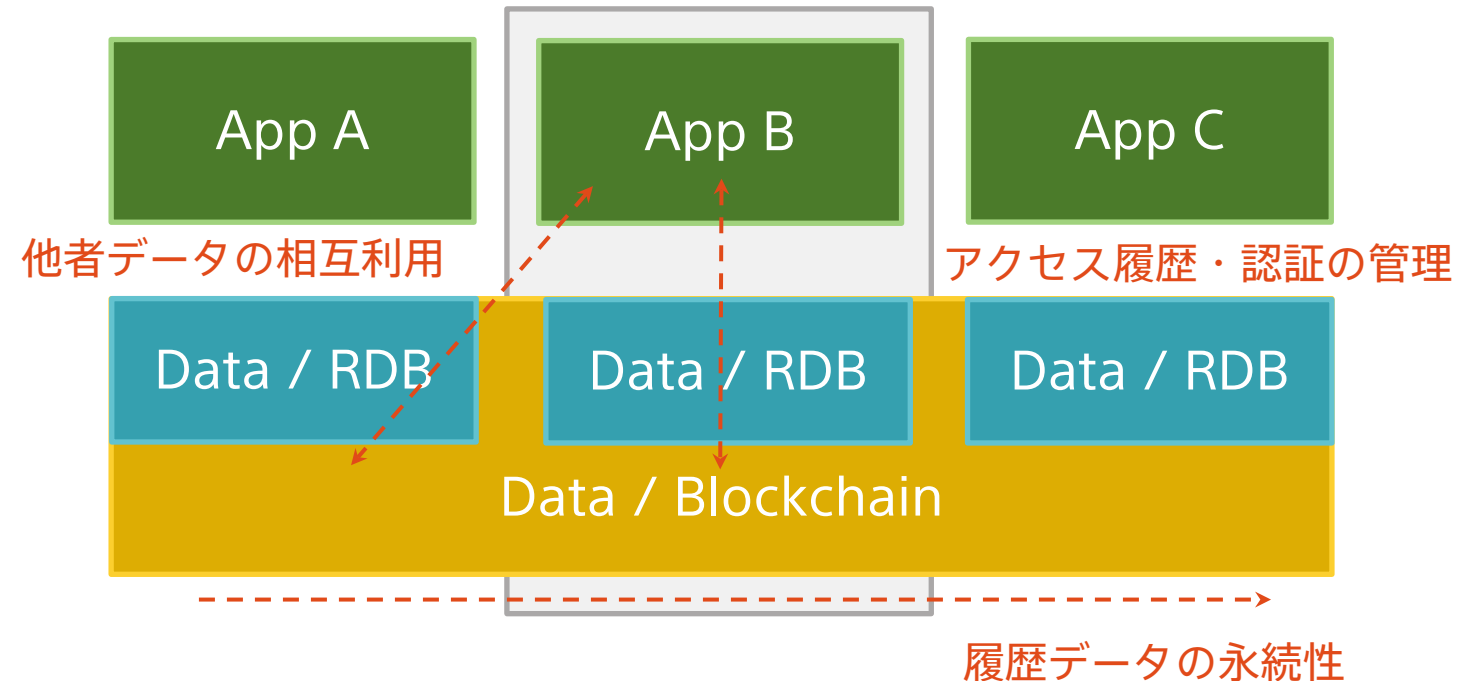 App A
App B
App C
他者データの相互利用
アクセス履歴・認証の管理
Data / RDB
Data / RDB
Data / RDB
Data / Blockchain
履歴データの永続性